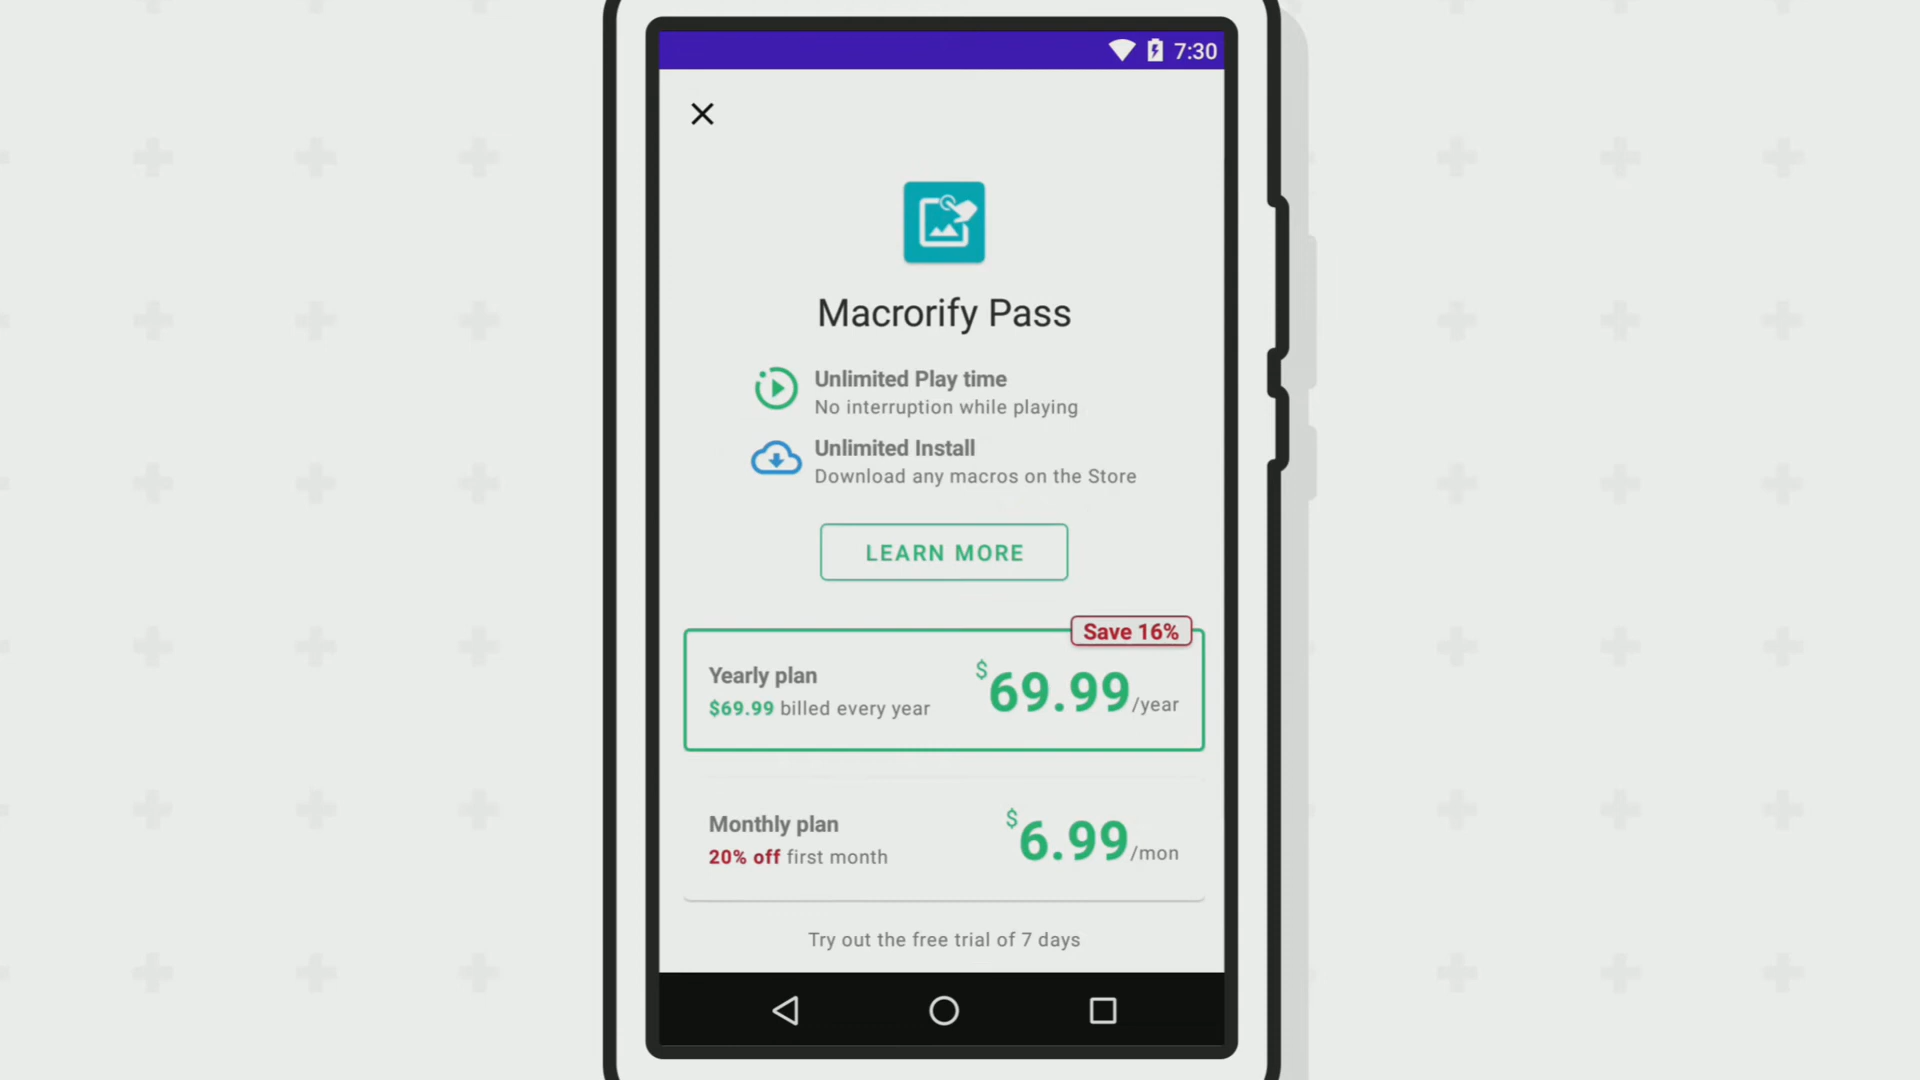 7:30
Macrorify Pass
Unlimited Play time
No interruption while playing
Unlimited Install
Download any macros on the Store
LEARN MORE
Save 16%
Yearly plan
$69.99 billed every year
$69.99/year
Monthly plan
20% off first month
$6.99/mon
Try out the free trial of 7 days